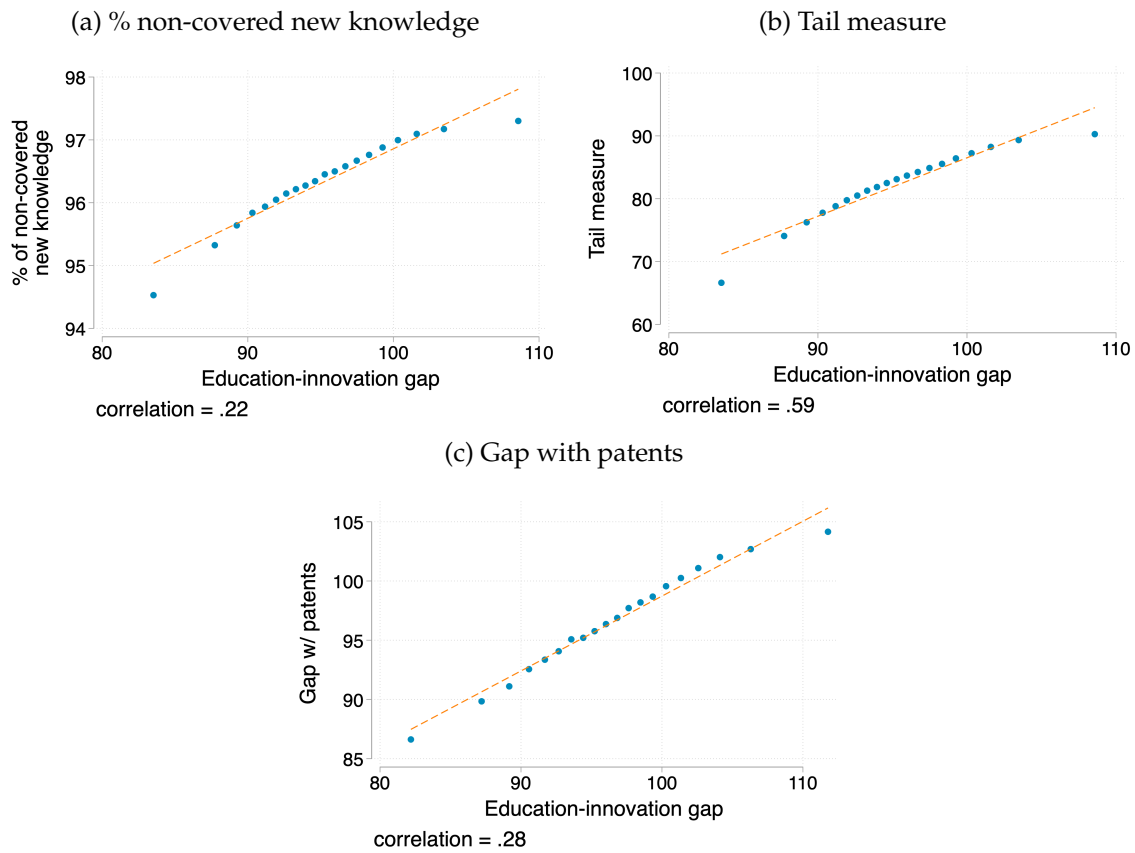 (a) % non-covered new knowledge
(b) Tail measure
98
97
96
95
94
% of non-covered
new knowledge
80
90
100
110
Education-innovation gap
correlation = .22
100
90
80
70
60
Tail measure
80
90
100
110
Education-innovation gap
correlation = .59
(c) Gap with patents
105
100
95
90
85
Gap w/ patents
80
90
100
110
Education-innovation gap
correlation = .28